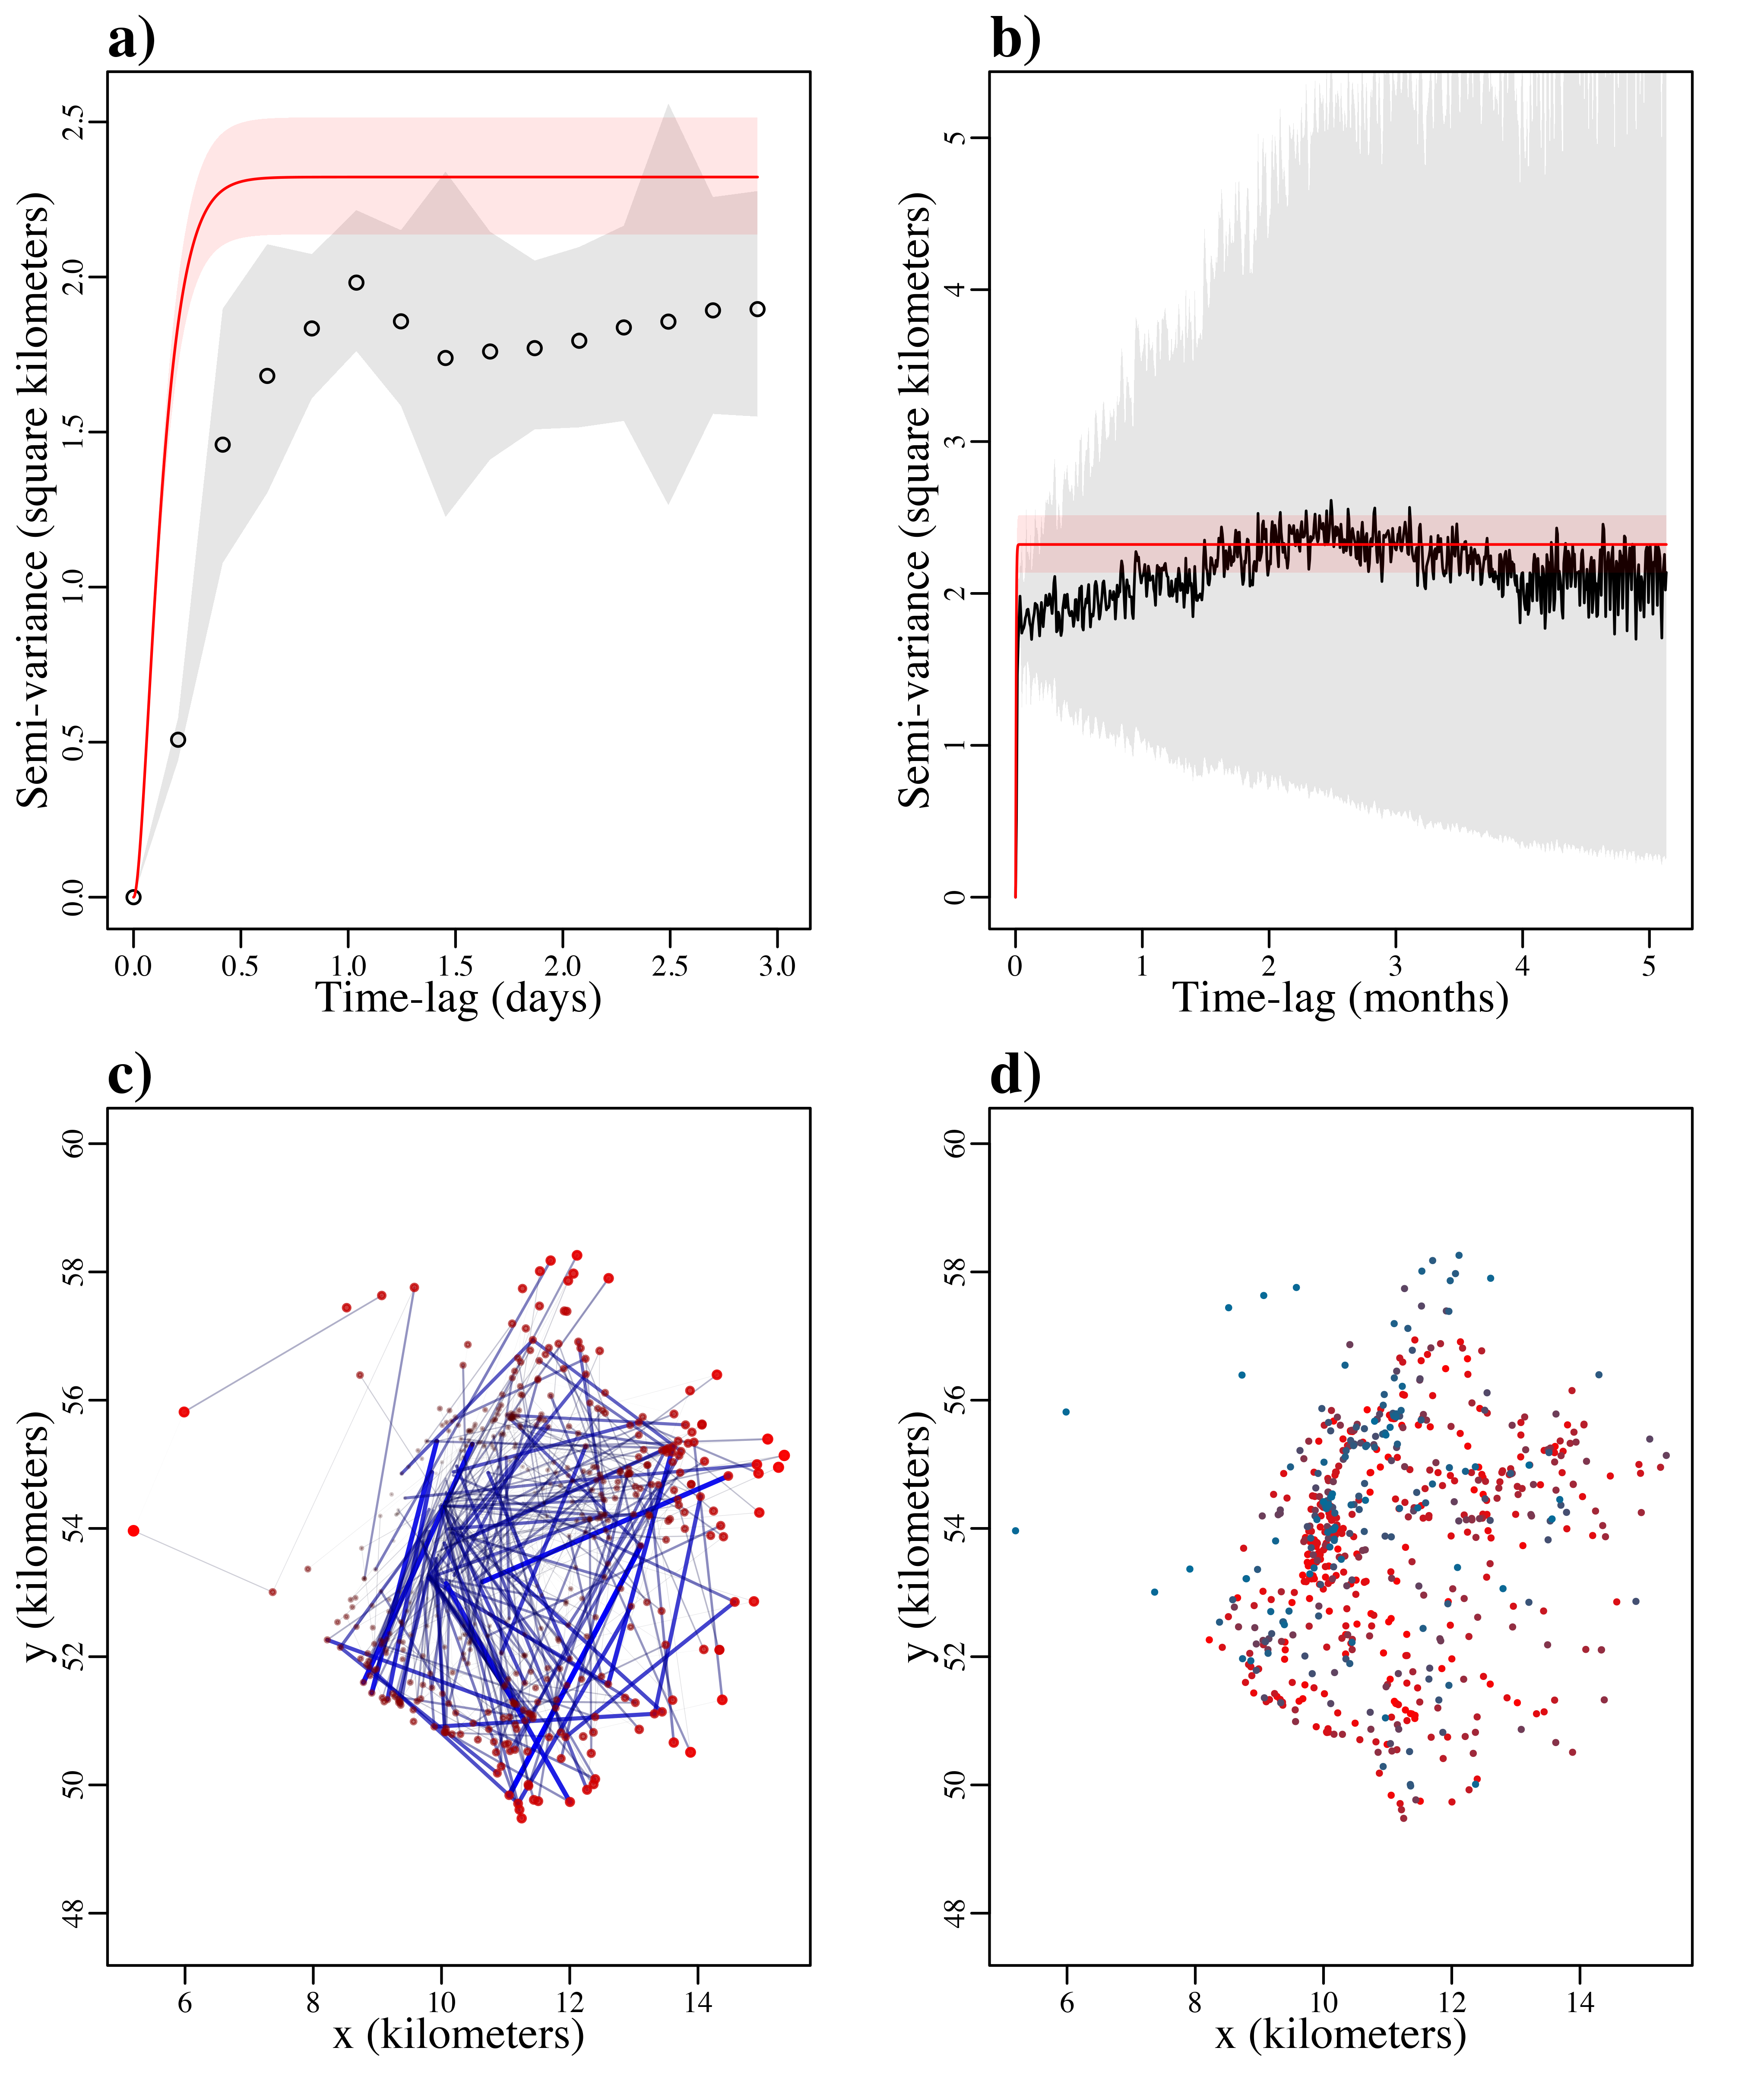 a)
Semi-variance (square kilometers)
2.5
2.0
1.5
1.0
0.5
0.0
0.0 0.5 1.0 1.5 2.0 2.5 3.0
Time-lag (days)
b)
Semi-variance (square kilometers)
5
4
3
2
1
0
0 1 2 3 4 5
Time-lag (months)
c)
y (kilometers)
60
58
56
54
52
50
48
6 8 10 12 14
x (kilometers)
d)
y (kilometers)
60
58
56
54
52
50
48
6 8 10 12 14
x (kilometers)